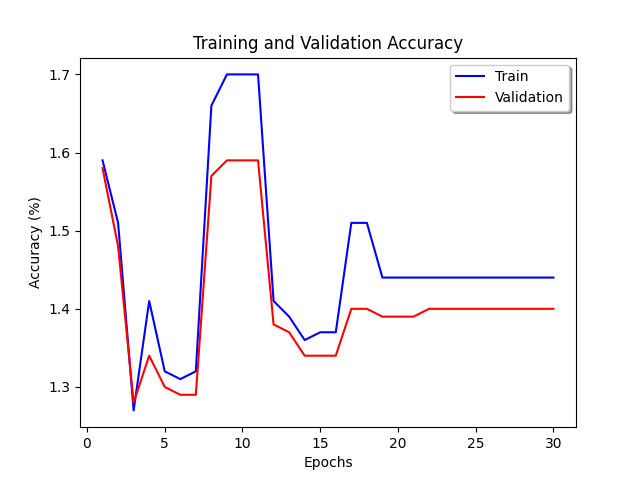 Training and Validation Accuracy
Train
Validation
Accuracy (%)
1.7
1.6
1.5
1.4
1.3
0 5 10 15 20 25 30
Epochs